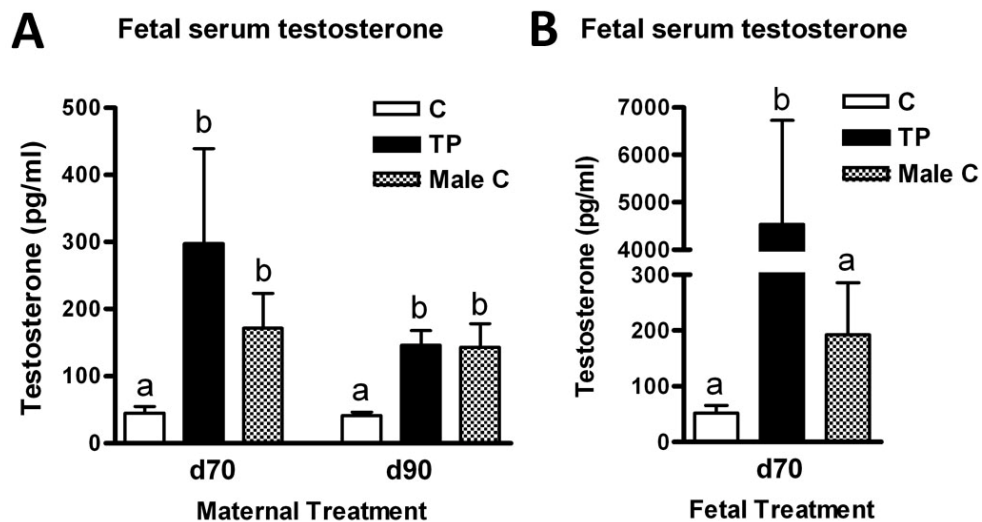 A Fetal serum testosterone
Testosterone (pg/ml)
500
400
300
200
100
0
C
TP
Male C
a
b
b
a
b
b
d70 d90
Maternal Treatment
B Fetal serum testosterone
Testosterone (pg/ml)
7000
6000
5000
4000
300
200
100
0
C
TP
Male C
a
b
a
d70
Fetal Treatment